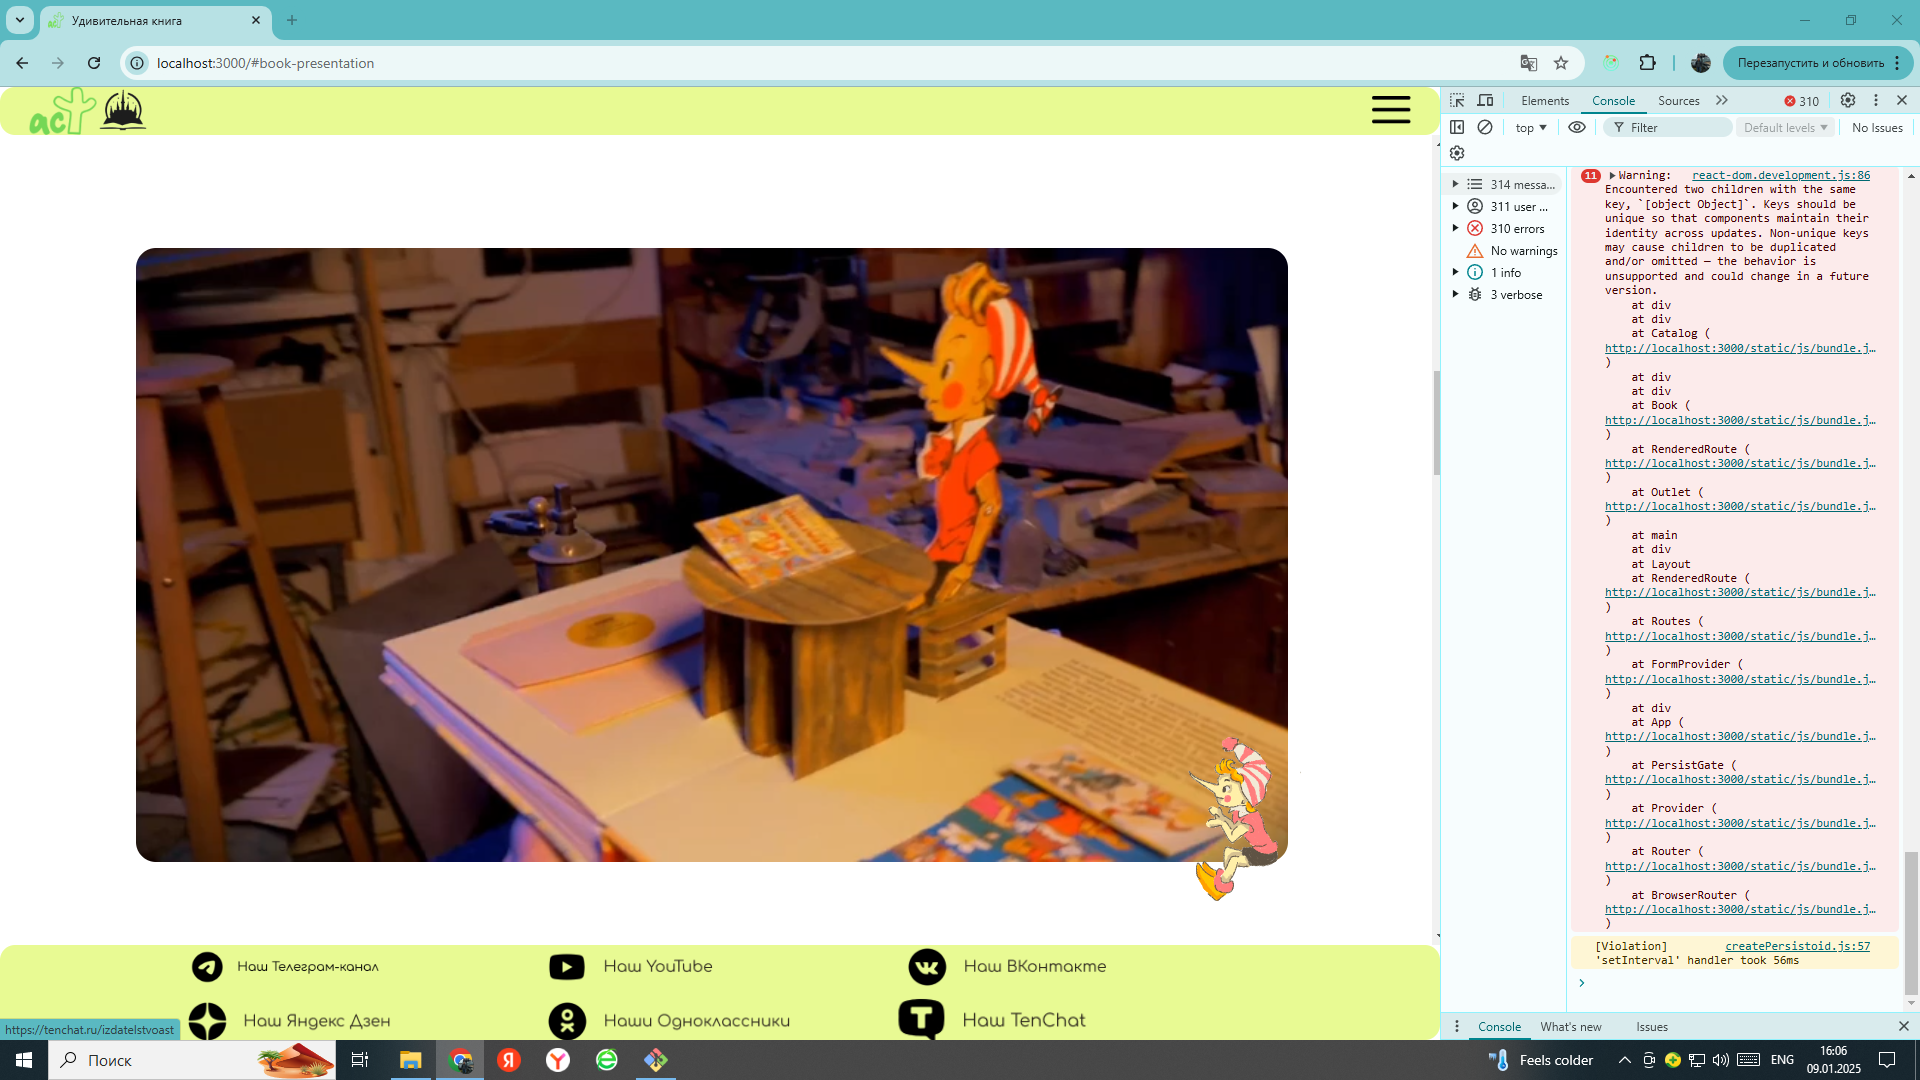 Удивительная книга
localhost:3000/#book-presentation
Перезапустить и обновить
act
Elements
Console
Sources
310
top
Filter
Default levels
No Issues
314 messa...
311 user ...
310 errors
No warnings
1 info
3 verbose
11
Warning: react-dom.development.js:86
Encountered two children with the same
key, `[object Object]`. Keys should be
unique so that components maintain their
identity across updates. Non-unique keys
may cause children to be duplicated
and/or omitted — the behavior is
unsupported and could change in a future
version.
at div
at div
at Catalog (
http://localhost:3000/static/js/bundle.j…
)
at div
at div
at Book (
http://localhost:3000/static/js/bundle.j…
)
at RenderedRoute (
http://localhost:3000/static/js/bundle.j…
)
at Outlet (
http://localhost:3000/static/js/bundle.j…
)
at main
at div
at Layout
at RenderedRoute (
http://localhost:3000/static/js/bundle.j…
)
at Routes (
http://localhost:3000/static/js/bundle.j…
)
at FormProvider (
http://localhost:3000/static/js/bundle.j…
)
at div
at App (
http://localhost:3000/static/js/bundle.j…
)
at PersistGate (
http://localhost:3000/static/js/bundle.j…
)
at Provider (
http://localhost:3000/static/js/bundle.j…
)
at Router (
http://localhost:3000/static/js/bundle.j…
)
at BrowserRouter (
http://localhost:3000/static/js/bundle.j…
)
[Violation] createPersistoid.js:57
'setInterval' handler took 56ms
Console
What's new
Issues
Наш Телеграм-канал
Наш YouTube
Наш ВКонтакте
Наш Яндекс Дзен
Наши Одноклассники
Наш TenChat
https://tenchat.ru/izdatelstvoast
Поиск
Feels colder
ENG
16:06
09.01.2025